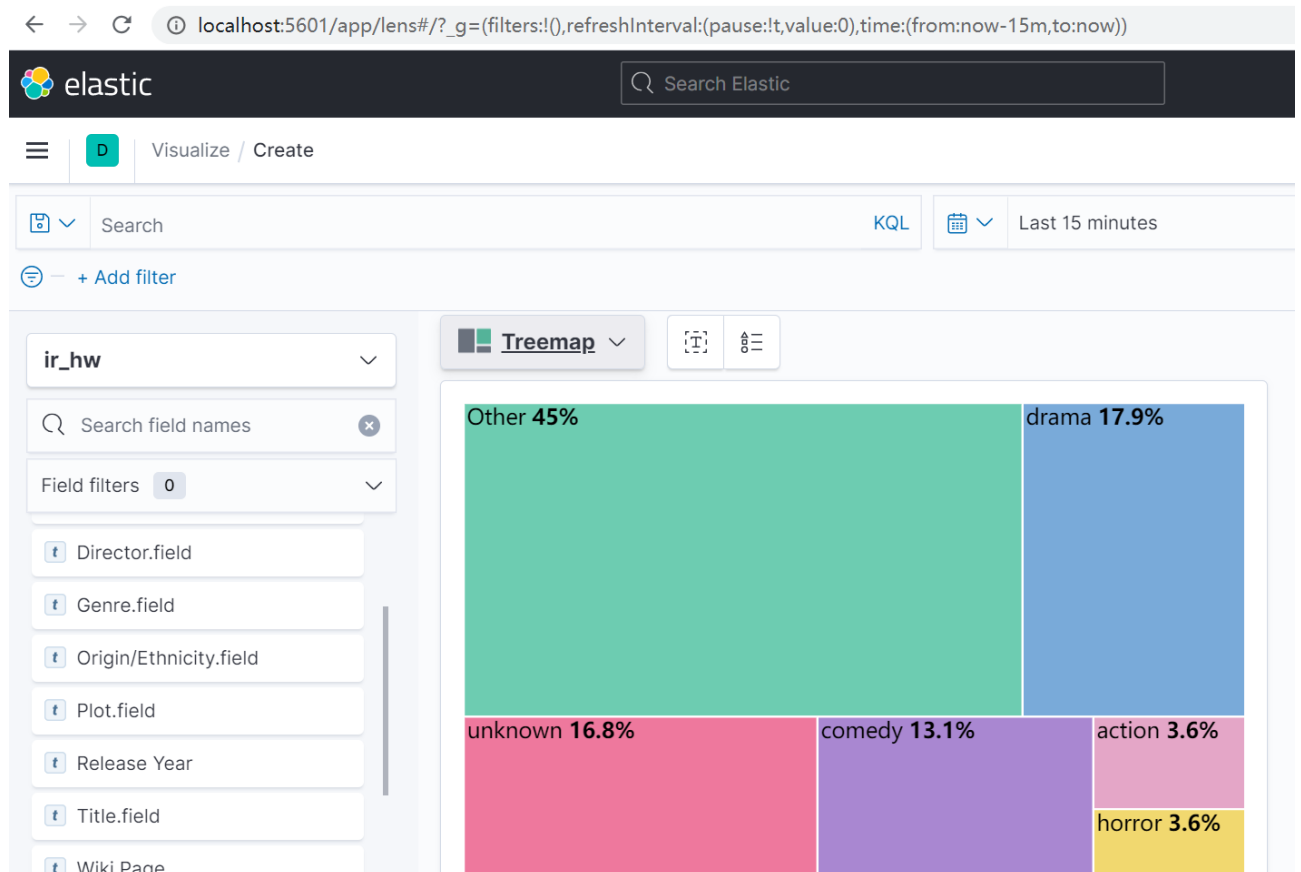 localhost:5601/app/lens#/?_g=(filters:!(),refreshInterval:(pause:!t,value:0),time:(from:now-15m,to:now))
elastic
Search Elastic
D
Visualize / Create
Search
KQL
Last 15 minutes
+ Add filter
ir_hw
Search field names
Field filters 0
Director.field
Genre.field
Origin/Ethnicity.field
Plot.field
Release Year
Title.field
Wiki Page
Treemap
Other 45%
drama 17.9%
unknown 16.8%
comedy 13.1%
action 3.6%
horror 3.6%